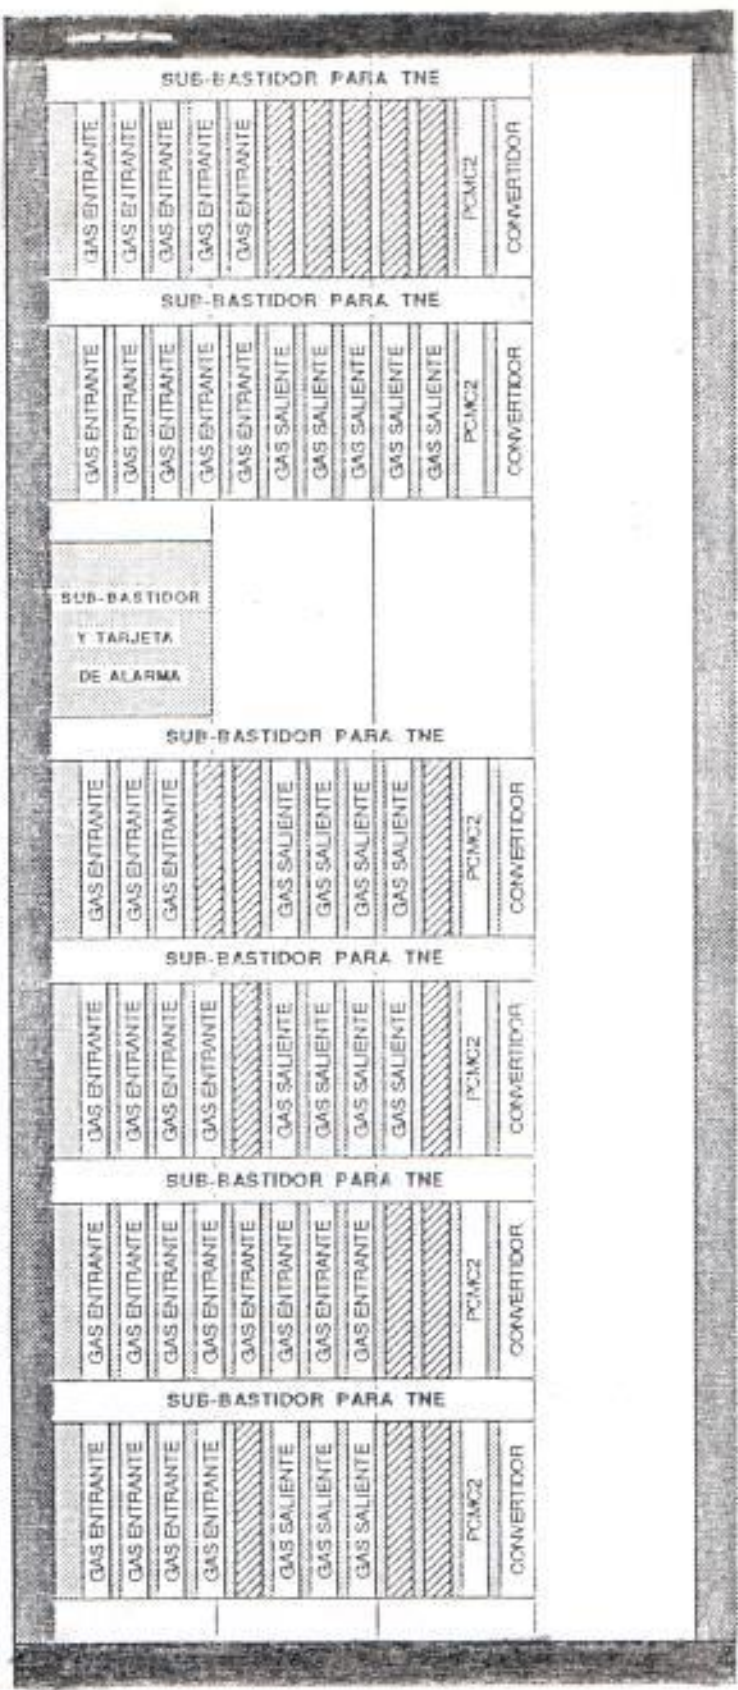 SUB-BASTIDOR PARA TNE
GAS ENTRANTE
GAS ENTRANTE
GAS ENTRANTE
GAS ENTRANTE
GAS ENTRANTE
PCMC2
CONVERTIDOR
SUB-BASTIDOR PARA TNE
GAS ENTRANTE
GAS ENTRANTE
GAS ENTRANTE
GAS ENTRANTE
GAS ENTRANTE
GAS SALIENTE
GAS SALIENTE
GAS SALIENTE
GAS SALIENTE
GAS SALIENTE
PCMC2
CONVERTIDOR
SUB-BASTIDOR
Y TARJETA
DE ALARMA
SUB-BASTIDOR PARA TNE
GAS ENTRANTE
GAS ENTRANTE
GAS ENTRANTE
GAS SALIENTE
GAS SALIENTE
GAS SALIENTE
GAS SALIENTE
PCMC2
CONVERTIDOR
SUB-BASTIDOR PARA TNE
GAS ENTRANTE
GAS ENTRANTE
GAS ENTRANTE
GAS ENTRANTE
GAS SALIENTE
GAS SALIENTE
GAS SALIENTE
GAS SALIENTE
PCMC2
CONVERTIDOR
SUB-BASTIDOR PARA TNE
GAS ENTRANTE
GAS ENTRANTE
GAS ENTRANTE
GAS ENTRANTE
GAS ENTRANTE
GAS ENTRANTE
GAS ENTRANTE
GAS ENTRANTE
PCMC2
CONVERTIDOR
SUB-BASTIDOR PARA TNE
GAS ENTRANTE
GAS ENTRANTE
GAS ENTRANTE
GAS ENTRANTE
GAS SALIENTE
GAS SALIENTE
GAS SALIENTE
PCMC2
CONVERTIDOR